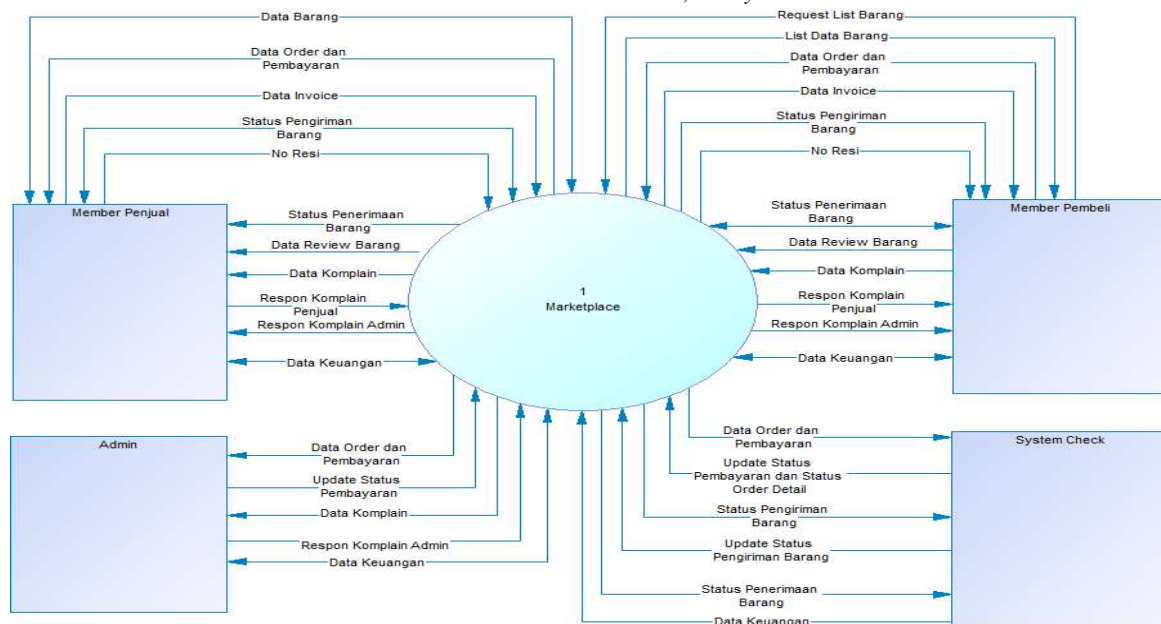 Data Barang
Data Order dan
Pembayaran
Data Invoice
Status Pengiriman
Barang
No Resi
Request List Barang
List Data Barang
Data Order dan
Pembayaran
Data Invoice
Status Pengiriman
Barang
No Resi
Member Penjual
Status Penerimaan
Barang
Data Review Barang
Data Komplain
Respon Komplain
Penjual
Respon Komplain Admin
Data Keuangan
1
Marketplace
Status Penerimaan
Barang
Data Review Barang
Data Komplain
Respon Komplain
Penjual
Respon Komplain Admin
Data Keuangan
Member Pembeli
Admin
Data Order dan
Pembayaran
Update Status
Pembayaran
Data Komplain
Respon Komplain Admin
Data Keuangan
Data Order dan
Pembayaran
Update Status
Pembayaran dan Status
Order Detail
Status Pengiriman
Barang
Update Status
Pengiriman Barang
Status Penerimaan
Barang
Data Keuangan
System Check